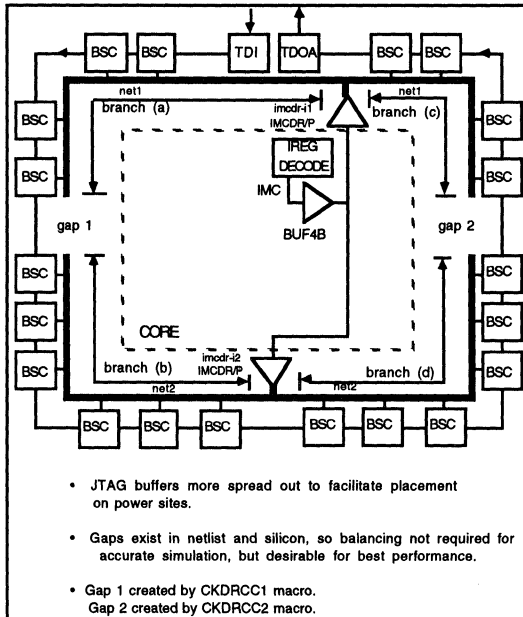 BSC BSC TDI TDOA BSC BSC
net1 net1
imcdr-i1
branch (a) IMCDR/P branch (c)
BSC BSC
IREG
DECODE
BSC BSC
IMC
gap 1 gap 2
BUF4B
BSC BSC
BSC BSC
CORE
imcdr-i2
BSC BSC
branch (b) IMCDR/P branch (d)
net2 net2
BSC BSC BSC BSC BSC BSC
• JTAG buffers more spread out to facilitate placement
on power sites.
• Gaps exist in netlist and silicon, so balancing not required for
accurate simulation, but desirable for best performance.
• Gap 1 created by CKDRCC1 macro.
Gap 2 created by CKDRCC2 macro.